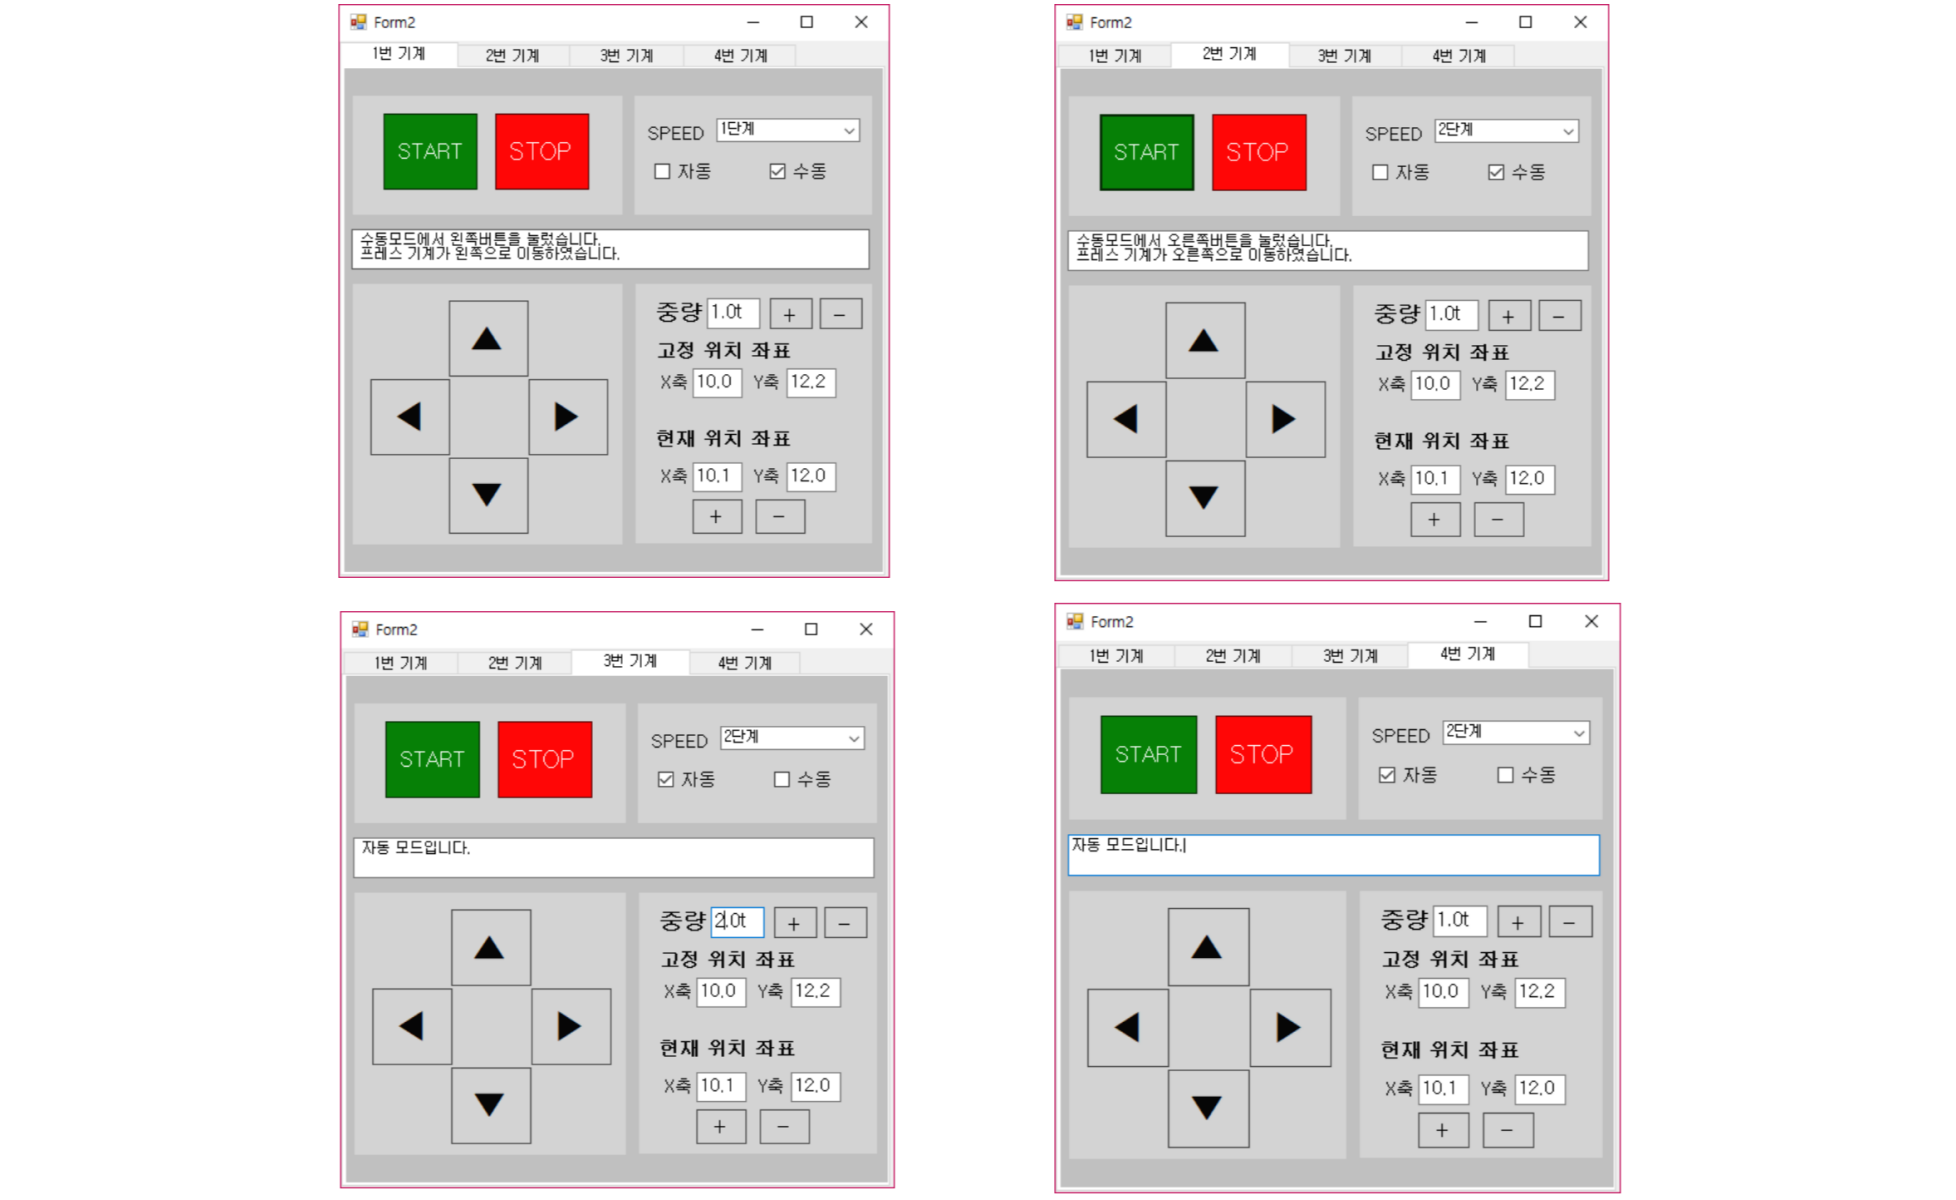 Form2
1번 기계 2번 기계 3번 기계 4번 기계
START STOP
SPEED 1단계
자동 수동
수동모드에서 왼쪽버튼을 눌렀습니다.
프레스 기계가 왼쪽으로 이동하였습니다.
중량 1.0t + -
고정 위치 좌표
X축 10.0 Y축 12.2
현재 위치 좌표
X축 10.1 Y축 12.0
+ -
Form2
1번 기계 2번 기계 3번 기계 4번 기계
START STOP
SPEED 2단계
자동 수동
수동모드에서 오른쪽버튼을 눌렀습니다.
프레스 기계가 오른쪽으로 이동하였습니다.
중량 1.0t + -
고정 위치 좌표
X축 10.0 Y축 12.2
현재 위치 좌표
X축 10.1 Y축 12.0
+ -
Form2
1번 기계 2번 기계 3번 기계 4번 기계
START STOP
SPEED 2단계
자동 수동
자동 모드입니다.
중량 2.0t + -
고정 위치 좌표
X축 10.0 Y축 12.2
현재 위치 좌표
X축 10.1 Y축 12.0
+ -
Form2
1번 기계 2번 기계 3번 기계 4번 기계
START STOP
SPEED 2단계
자동 수동
자동 모드입니다.
중량 1.0t + -
고정 위치 좌표
X축 10.0 Y축 12.2
현재 위치 좌표
X축 10.1 Y축 12.0
+ -